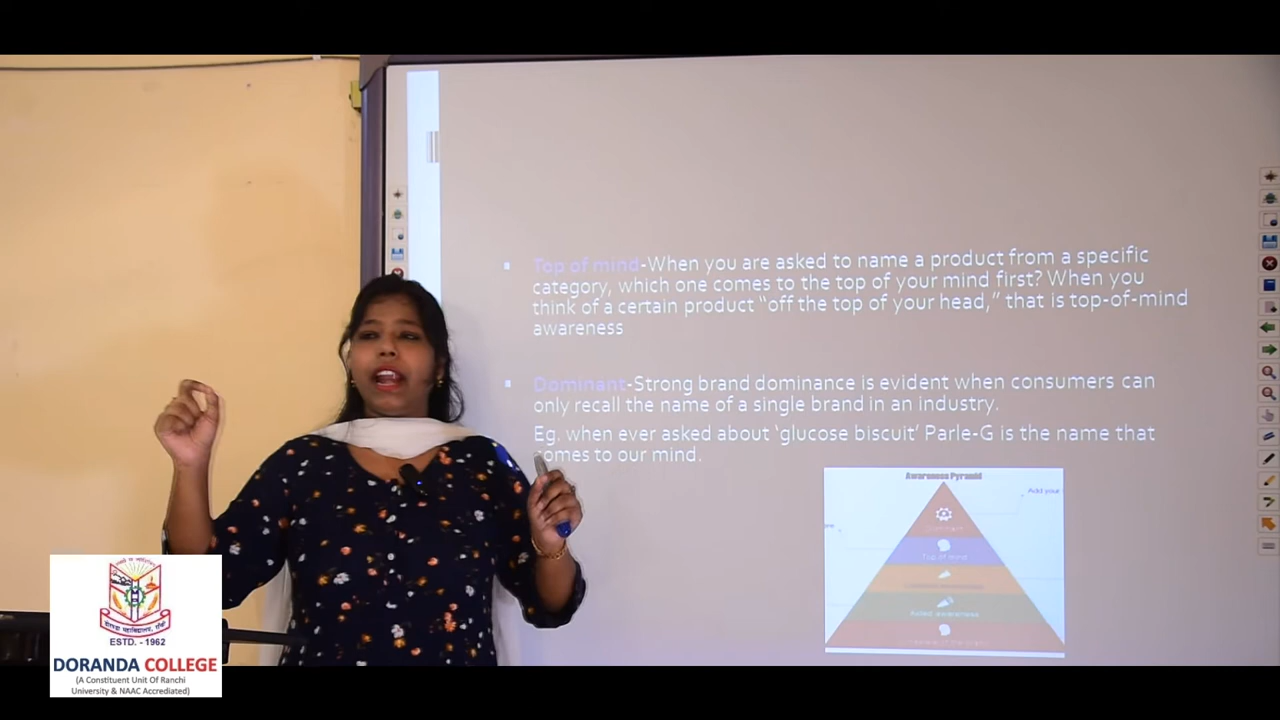 Top of mind-When you are asked to name a product from a specific
category, which one comes to the top of your mind first? When you
think of a certain product “off the top of your head,” that is top-of-mind
awareness
Dominant-Strong brand dominance is evident when consumers can
only recall the name of a single brand in an industry.
Eg. when ever asked about ‘glucose biscuit’ Parle-G is the name that
comes to our mind.
Awareness Pyramid
Add your
Dominant
Top of mind
Aided awareness
ESTD. - 1962
DORANDA COLLEGE
(A Constituent Unit Of Ranchi
University & NAAC Accredited)